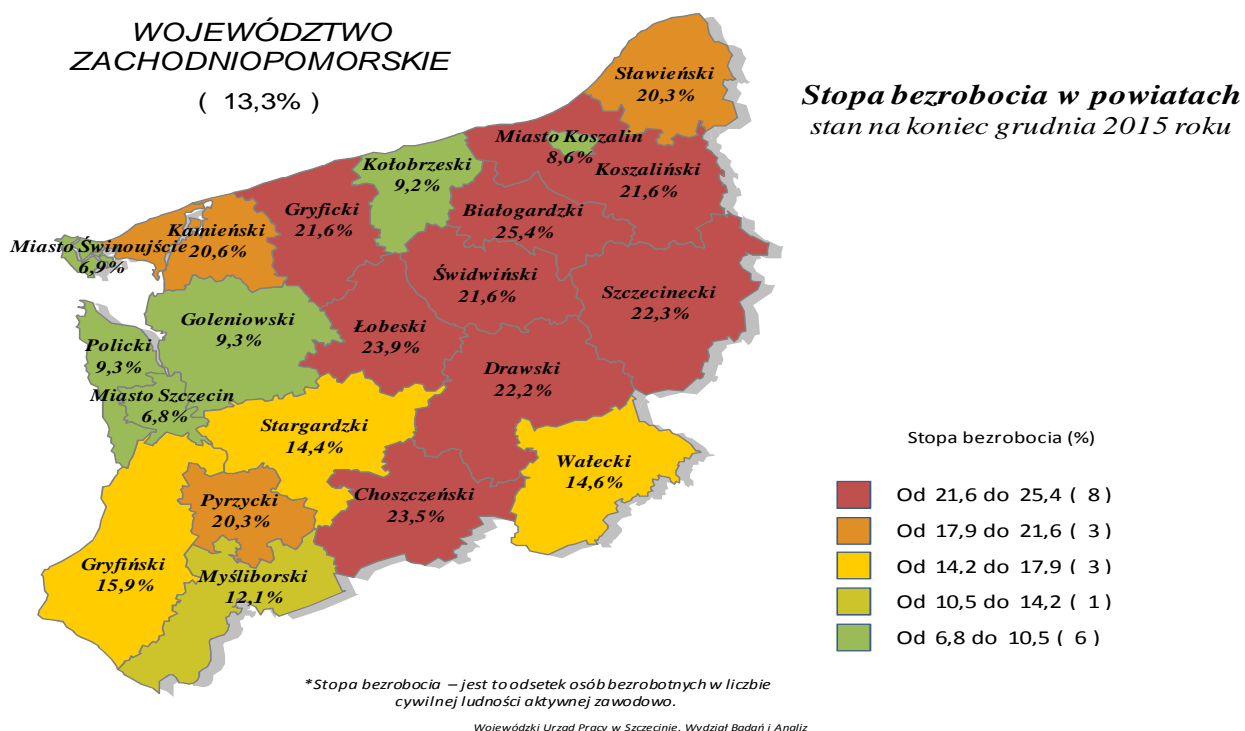 WOJEWÓDZTWO
ZACHODNIOPOMORSKIE
( 13,3% )
Stopa bezrobocia w powiatach
stan na koniec grudnia 2015 roku
Sławieński
20,3%
Miasto Koszalin
8,6%
Koszaliński
21,6%
Kołobrzeski
9,2%
Gryficki
21,6%
Białogardzki
25,4%
Kamieński
20,6%
Miasto Świnoujście
6,9%
Świdwiński
21,6%
Szczecinecki
22,3%
Goleniowski
9,3%
Łobeski
23,9%
Policki
9,3%
Drawski
22,2%
Miasto Szczecin
6,8%
Stargardzki
14,4%
Wałecki
14,6%
Choszczeński
23,5%
Pyrzycki
20,3%
Gryfiński
15,9%
Myśliborski
12,1%
Stopa bezrobocia (%)
Od 21,6 do 25,4 ( 8 )
Od 17,9 do 21,6 ( 3 )
Od 14,2 do 17,9 ( 3 )
Od 10,5 do 14,2 ( 1 )
Od 6,8 do 10,5 ( 6 )
*Stopa bezrobocia – jest to odsetek osób bezrobotnych w liczbie
cywilnej ludności aktywnej zawodowo.
Wojewódzki Urząd Pracy w Szczecinie, Wydział Badań i Analiz